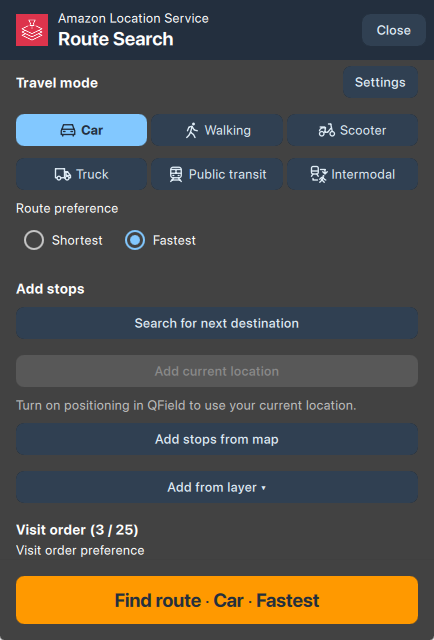 Amazon Location Service
Route Search
Close
Travel mode
Settings
Car
Walking
Scooter
Truck
Public transit
Intermodal
Route preference
Shortest
Fastest
Add stops
Search for next destination
Add current location
Turn on positioning in QField to use your current location.
Add stops from map
Add from layer ▾
Visit order (3 / 25)
Visit order preference
Find route · Car · Fastest